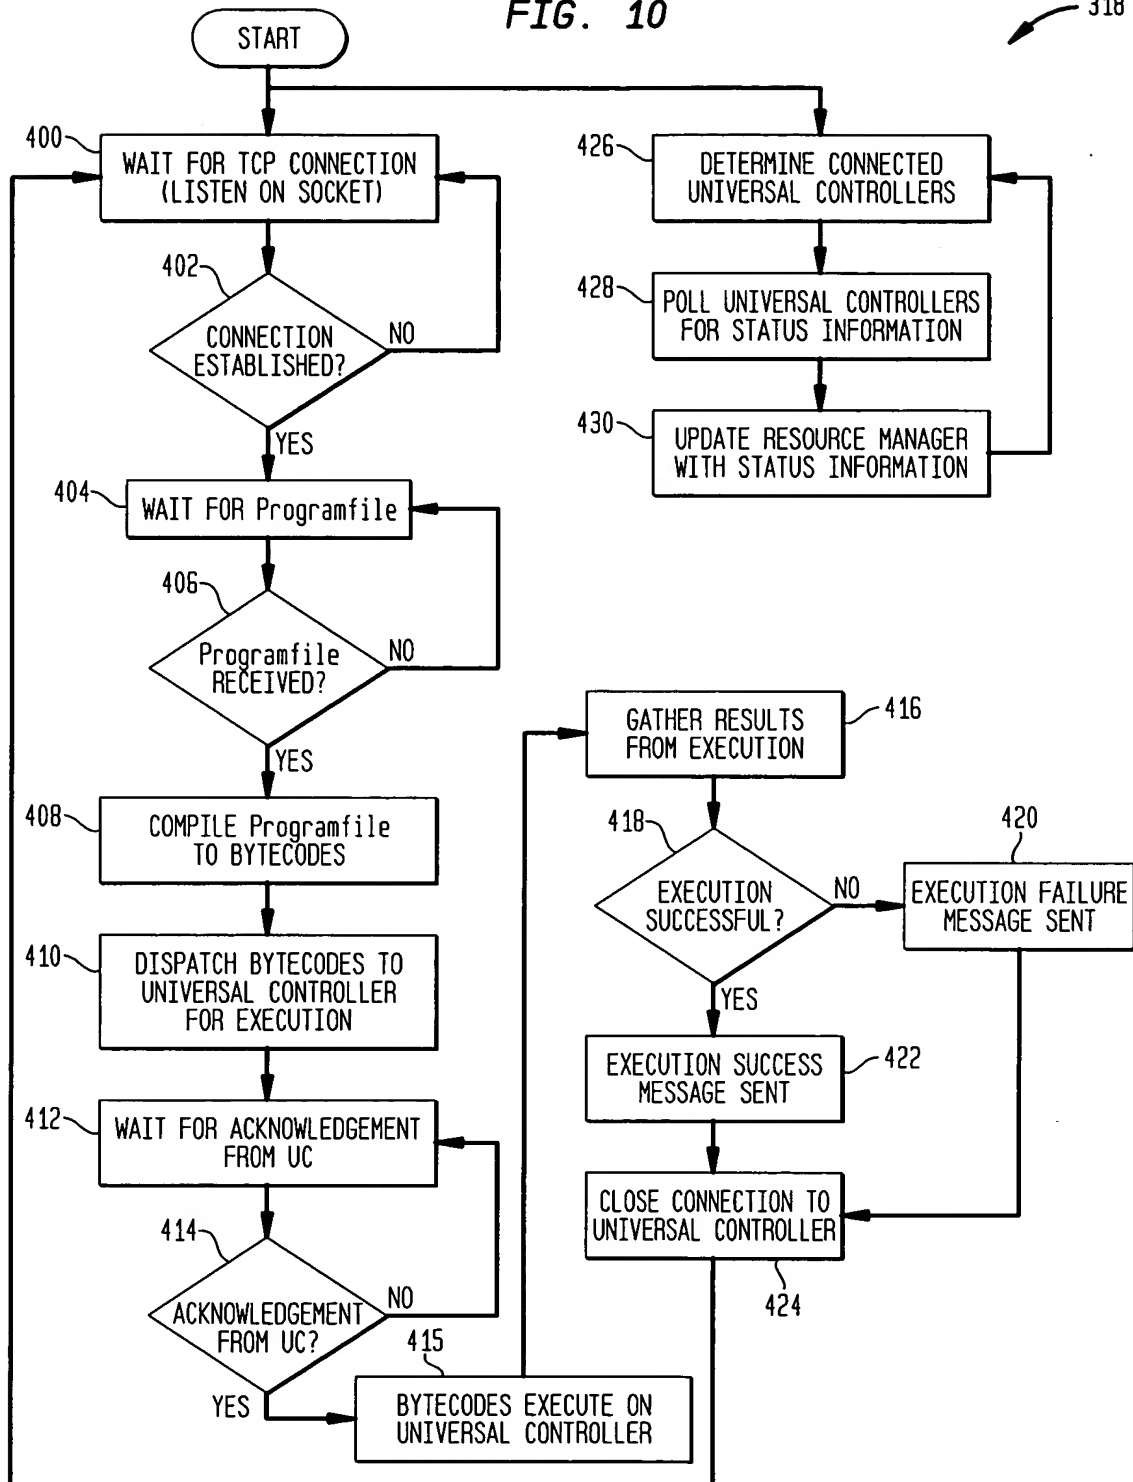 FIG. 10
318
START
400
WAIT FOR TCP CONNECTION
(LISTEN ON SOCKET)
402
CONNECTION
ESTABLISHED?
NO
YES
404
WAIT FOR Programfile
406
Programfile
RECEIVED?
NO
YES
408
COMPILE Programfile
TO BYTECODES
410
DISPATCH BYTECODES TO
UNIVERSAL CONTROLLER
FOR EXECUTION
412
WAIT FOR ACKNOWLEDGEMENT
FROM UC
414
ACKNOWLEDGEMENT
FROM UC?
NO
YES
415
BYTECODES EXECUTE ON
UNIVERSAL CONTROLLER
416
GATHER RESULTS
FROM EXECUTION
418
EXECUTION
SUCCESSFUL?
NO
YES
420
EXECUTION FAILURE
MESSAGE SENT
422
EXECUTION SUCCESS
MESSAGE SENT
CLOSE CONNECTION TO
UNIVERSAL CONTROLLER
424
426
DETERMINE CONNECTED
UNIVERSAL CONTROLLERS
428
POLL UNIVERSAL CONTROLLERS
FOR STATUS INFORMATION
430
UPDATE RESOURCE MANAGER
WITH STATUS INFORMATION